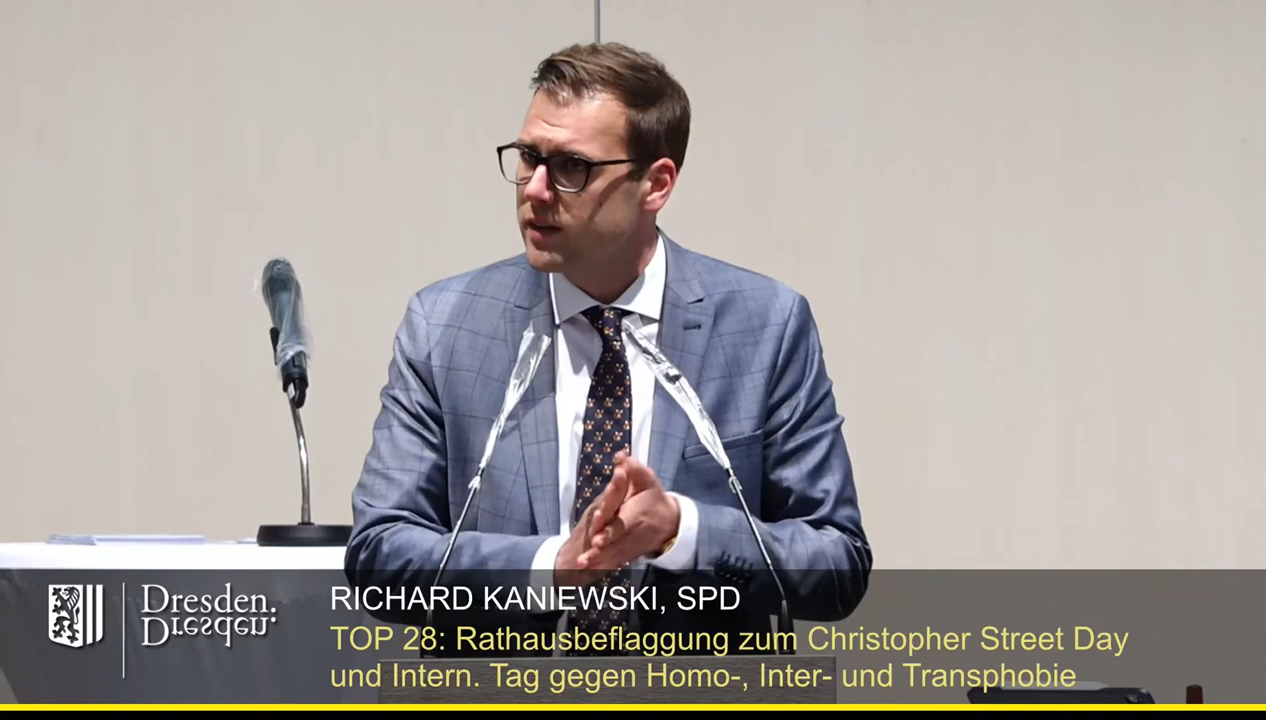 Dresden.
Dresden.
RICHARD KANIEWSKI, SPD
TOP 28: Rathausbeflaggung zum Christopher Street Day
und Intern. Tag gegen Homo-, Inter- und Transphobie